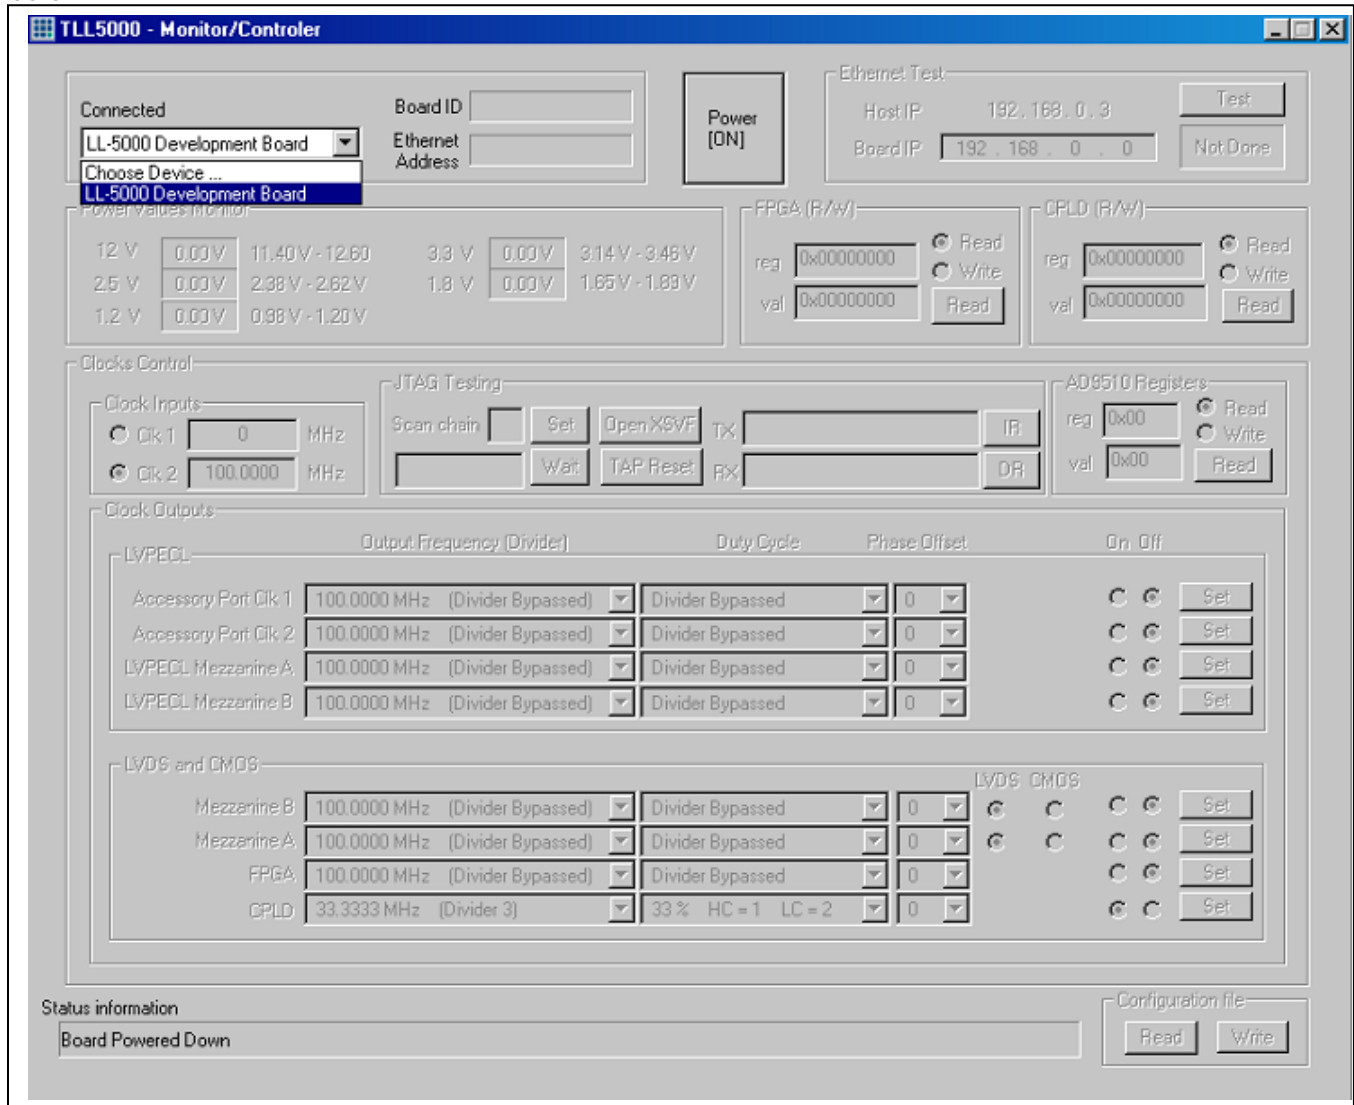 TLL5000 - Monitor/Controler
Connected
LL-5000 Development Board
Choose Device ...
LL-5000 Development Board
Board ID
Ethernet
Address
Power
[ON]
Ethernet Test
Host IP 192.168.0.3 Test
Board IP 192 . 168 . 0 . 0 Not Done
Power Values Monitor
12 V 0.00V 11.40V - 12.60 3.3 V 0.00V 3.14 V - 3.46 V
2.5 V 0.00V 2.38 V - 2.62 V 1.8 V 0.00V 1.65 V - 1.89 V
1.2 V 0.00V 0.98 V - 1.20 V
FPGA (R/W)
reg 0x00000000 Read
Write
val 0x00000000 Read
CPLD (R/W)
reg 0x00000000 Read
Write
val 0x00000000 Read
Clocks Control
Clock Inputs
Clk 1 0 MHz
Clk 2 100.0000 MHz
JTAG Testing
Scan chain Set Open XSVF TX IR
Wait TAP Reset RX DR
AD9510 Registers
reg 0x00 Read
Write
val 0x00 Read
Clock Outputs
Output Frequency (Divider) Duty Cycle Phase Offset On Off
LVPECL
Accessory Port Clk 1 100.0000 MHz (Divider Bypassed) Divider Bypassed 0 Set
Accessory Port Clk 2 100.0000 MHz (Divider Bypassed) Divider Bypassed 0 Set
LVPECL Mezzanine A 100.0000 MHz (Divider Bypassed) Divider Bypassed 0 Set
LVPECL Mezzanine B 100.0000 MHz (Divider Bypassed) Divider Bypassed 0 Set
LVDS and CMOS
LVDS CMOS
Mezzanine B 100.0000 MHz (Divider Bypassed) Divider Bypassed 0 Set
Mezzanine A 100.0000 MHz (Divider Bypassed) Divider Bypassed 0 Set
FPGA 100.0000 MHz (Divider Bypassed) Divider Bypassed 0 Set
CPLD 33.3333 MHz (Divider 3) 33 % HC = 1 LC = 2 0 Set
Status information
Board Powered Down
Configuration file
Read Write